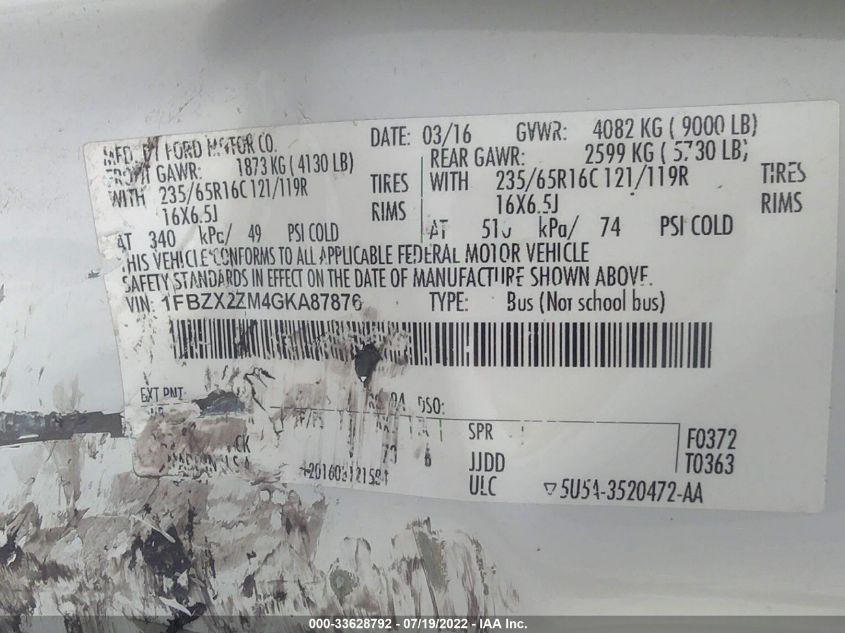 MFD. BY FORD MOTOR CO. DATE: 03/16 GVWR: 4082 KG ( 9000 LB)
FRONT GAWR: 1873 KG ( 4130 LB) REAR GAWR: 2599 KG ( 5730 LB)
WITH 235/65R16C 121/119R TIRES WITH 235/65R16C 121/119R TIRES
16X6.5J RIMS 16X6.5J RIMS
AT 340 kPa/ 49 PSI COLD AT 510 kPa/ 74 PSI COLD
THIS VEHICLE CONFORMS TO ALL APPLICABLE FEDERAL MOTOR VEHICLE
SAFETY STANDARDS IN EFFECT ON THE DATE OF MANUFACTURE SHOWN ABOVE.
VIN: 1FBZX2ZM4GKA87876 TYPE: Bus (Not school bus)
EXT PNT: DSO:
SPR F0372
JJDD T0363
ULC ▽5U5A-3520472-AA
000-33628792 - 07/19/2022 - IAA Inc.